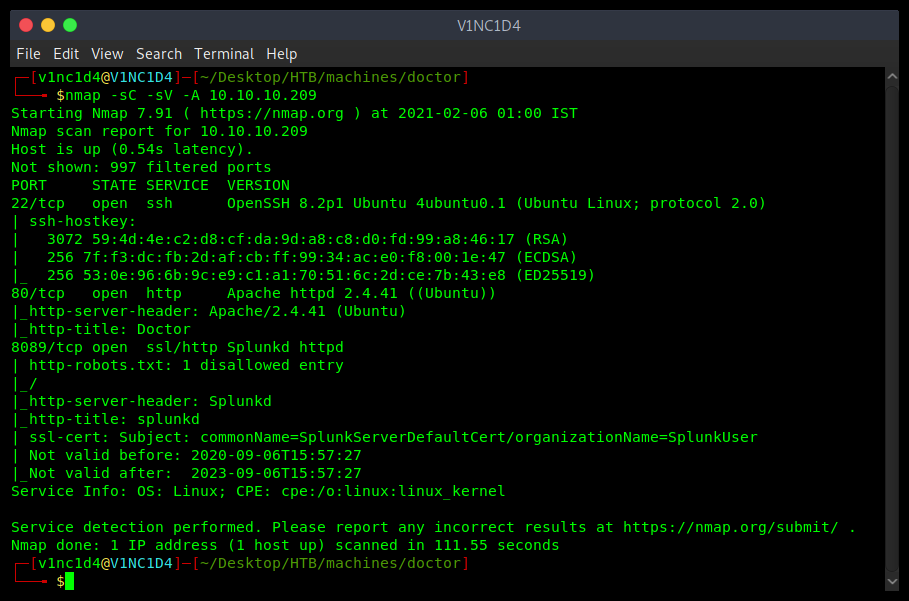 V1NC1D4
File Edit View Search Terminal Help
┌─[v1nc1d4@V1NC1D4]─[~/Desktop/HTB/machines/doctor]
└──╼ $nmap -sC -sV -A 10.10.10.209
Starting Nmap 7.91 ( https://nmap.org ) at 2021-02-06 01:00 IST
Nmap scan report for 10.10.10.209
Host is up (0.54s latency).
Not shown: 997 filtered ports
PORT     STATE SERVICE  VERSION
22/tcp   open  ssh      OpenSSH 8.2p1 Ubuntu 4ubuntu0.1 (Ubuntu Linux; protocol 2.0)
| ssh-hostkey:
|   3072 59:4d:4e:c2:d8:cf:da:9d:a8:c8:d0:fd:99:a8:46:17 (RSA)
|   256 7f:f3:dc:fb:2d:af:cb:ff:99:34:ac:e0:f8:00:1e:47 (ECDSA)
|_  256 53:0e:96:6b:9c:e9:c1:a1:70:51:6c:2d:ce:7b:43:e8 (ED25519)
80/tcp   open  http     Apache httpd 2.4.41 ((Ubuntu))
|_http-server-header: Apache/2.4.41 (Ubuntu)
|_http-title: Doctor
8089/tcp open  ssl/http Splunkd httpd
| http-robots.txt: 1 disallowed entry
|_/
|_http-server-header: Splunkd
|_http-title: splunkd
| ssl-cert: Subject: commonName=SplunkServerDefaultCert/organizationName=SplunkUser
| Not valid before: 2020-09-06T15:57:27
|_Not valid after:  2023-09-06T15:57:27
Service Info: OS: Linux; CPE: cpe:/o:linux:linux_kernel
Service detection performed. Please report any incorrect results at https://nmap.org/submit/ .
Nmap done: 1 IP address (1 host up) scanned in 111.55 seconds
┌─[v1nc1d4@V1NC1D4]─[~/Desktop/HTB/machines/doctor]
└──╼ $